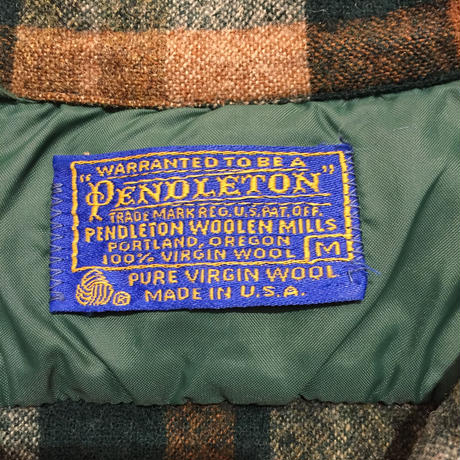 WARRANTED TO BE A
"PENDLETON"
TRADE MARK REG. U.S. PAT. OFF.
PENDLETON WOOLEN MILLS
PORTLAND, OREGON
100% VIRGIN WOOL M
PURE VIRGIN WOOL
®
MADE IN U.S.A.